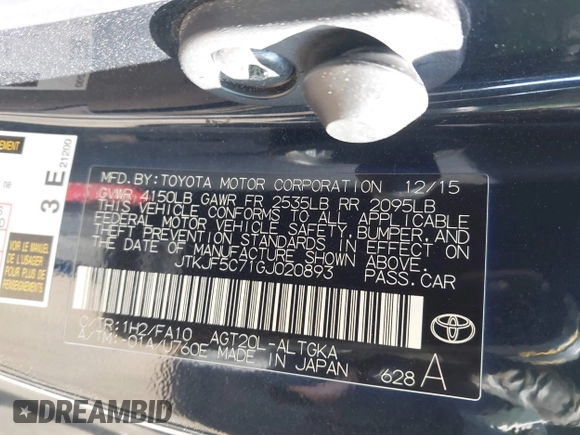 MFD.BY:TOYOTA MOTOR CORPORATION 12/15
GVWR 4150LB GAWR FR 2535LB RR 2095LB
THIS VEHICLE CONFORMS TO ALL APPLICABLE
FEDERAL MOTOR VEHICLE SAFETY, BUMPER, AND
THEFT PREVENTION STANDARDS IN EFFECT ON
THE DATE OF MANUFACTURE SHOWN ABOVE.
JTKJF5C71GJ020893 PASS.CAR
C/TR:1H2/FA10 AGT20L-ALTGKA
A/TM:-01A/U760E MADE IN JAPAN
628 A
3 E
21200
DREAMBID